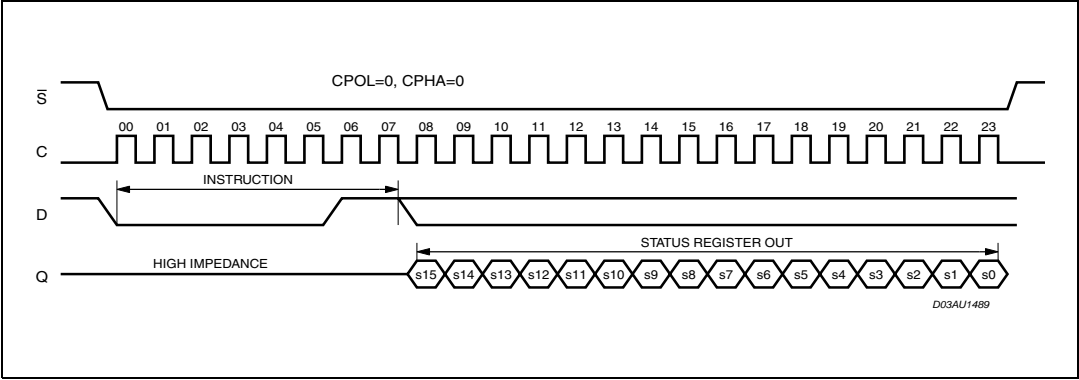 CPOL=0, CPHA=0
S̅
00 01 02 03 04 05 06 07 08 09 10 11 12 13 14 15 16 17 18 19 20 21 22 23
C
INSTRUCTION
D
STATUS REGISTER OUT
HIGH IMPEDANCE
Q
s15 s14 s13 s12 s11 s10 s9 s8 s7 s6 s5 s4 s3 s2 s1 s0
D03AU1489